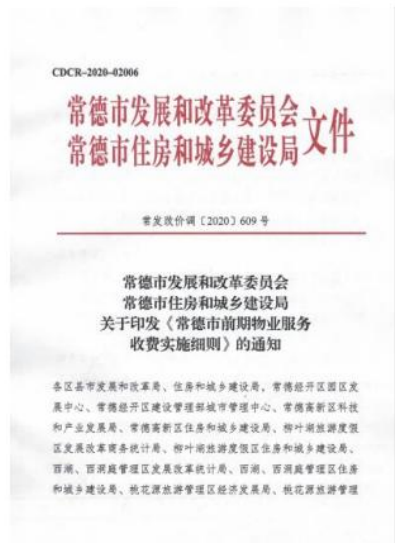 CDCR-2020-02006
常德市发展和改革委员会
常德市住房和城乡建设局
文件
常发改价调〔2020〕609号
常德市发展和改革委员会
常德市住房和城乡建设局
关于印发《常德市前期物业服务
收费实施细则》的通知
各区县市发展和改革局、住房和城乡建设局，常德经开区园区发
展中心、常德经开区建设管理部城市管理中心、常德高新区科技
和产业发展局、常德高新区住房和城乡建设局、柳叶湖旅游度假
区发展改革商务统计局、柳叶湖旅游度假区住房和城乡建设局、
西湖、西洞庭管理区发展改革统计局、西湖、西洞庭管理区住房
和城乡建设局、桃花源旅游管理区经济发展局、桃花源旅游管理